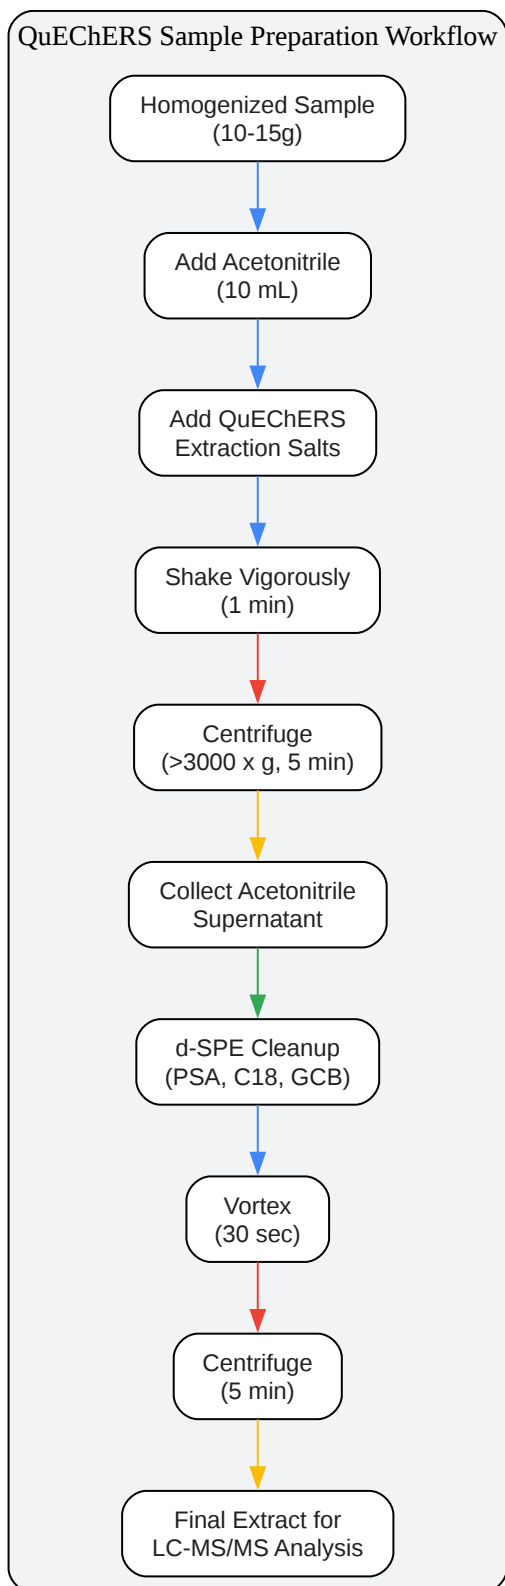 QuEChERS Sample Preparation Workflow
Homogenized Sample
(10-15g)
Add Acetonitrile
(10 mL)
Add QuEChERS
Extraction Salts
Shake Vigorously
(1 min)
Centrifuge
(>3000 x g, 5 min)
Collect Acetonitrile
Supernatant
d-SPE Cleanup
(PSA, C18, GCB)
Vortex
(30 sec)
Centrifuge
(5 min)
Final Extract for
LC-MS/MS Analysis